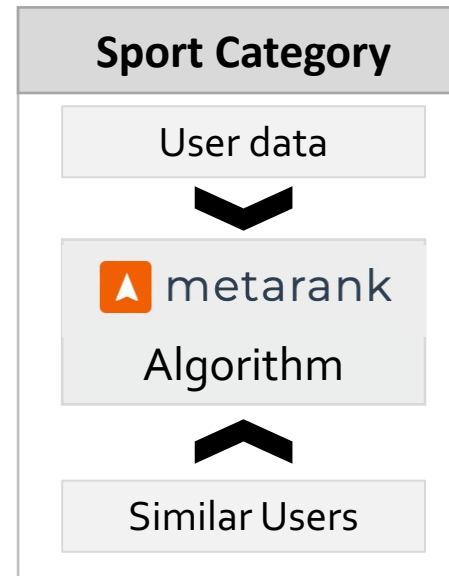 Sport Category
User data
metarank
Algorithm
Similar Users